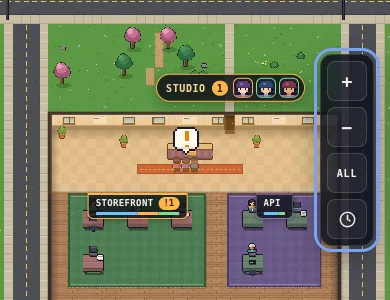 STUDIO 1
+
−
ALL
!
STOREFRONT !1
API